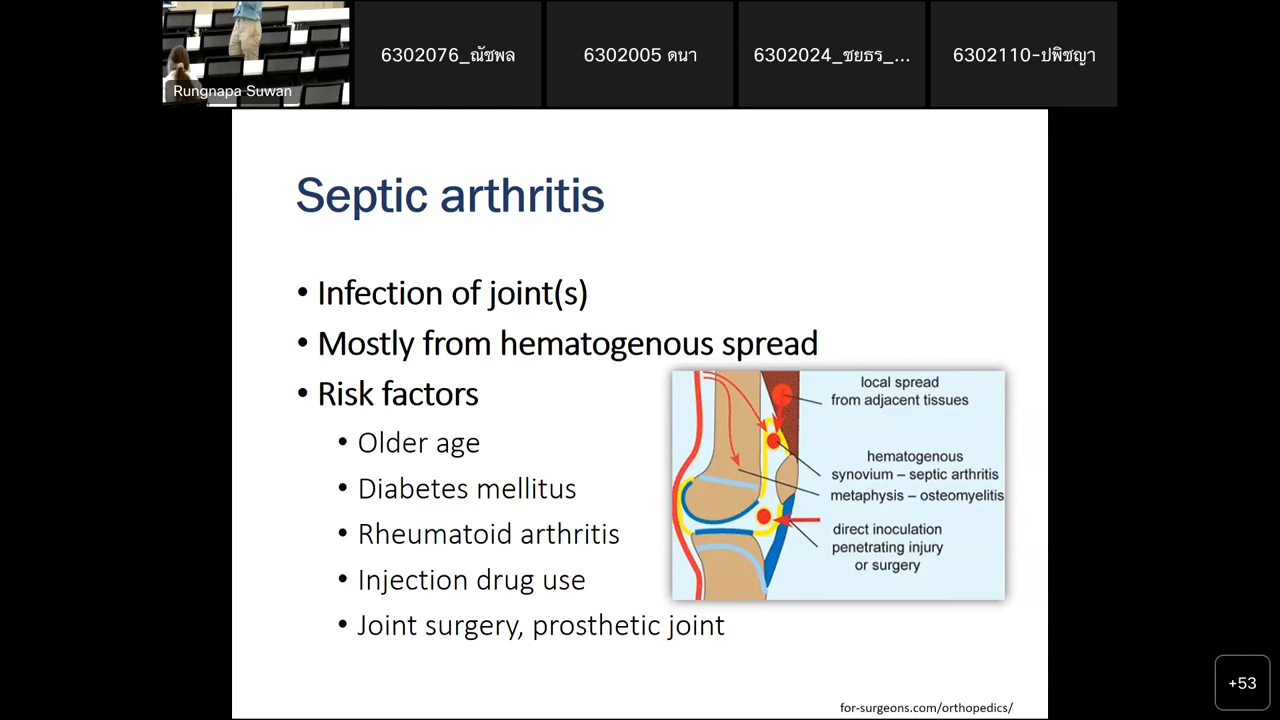 Rungnapa Suwan
6302076_ณัชพล
6302005 ดนา
6302024_ชยธร_...
6302110-ปพิชญา
Septic arthritis
• Infection of joint(s)
• Mostly from hematogenous spread
• Risk factors
• Older age
• Diabetes mellitus
• Rheumatoid arthritis
• Injection drug use
• Joint surgery, prosthetic joint
local spread
from adjacent tissues
hematogenous
synovium – septic arthritis
metaphysis – osteomyelitis
direct inoculation
penetrating injury
or surgery
for-surgeons.com/orthopedics/
+53